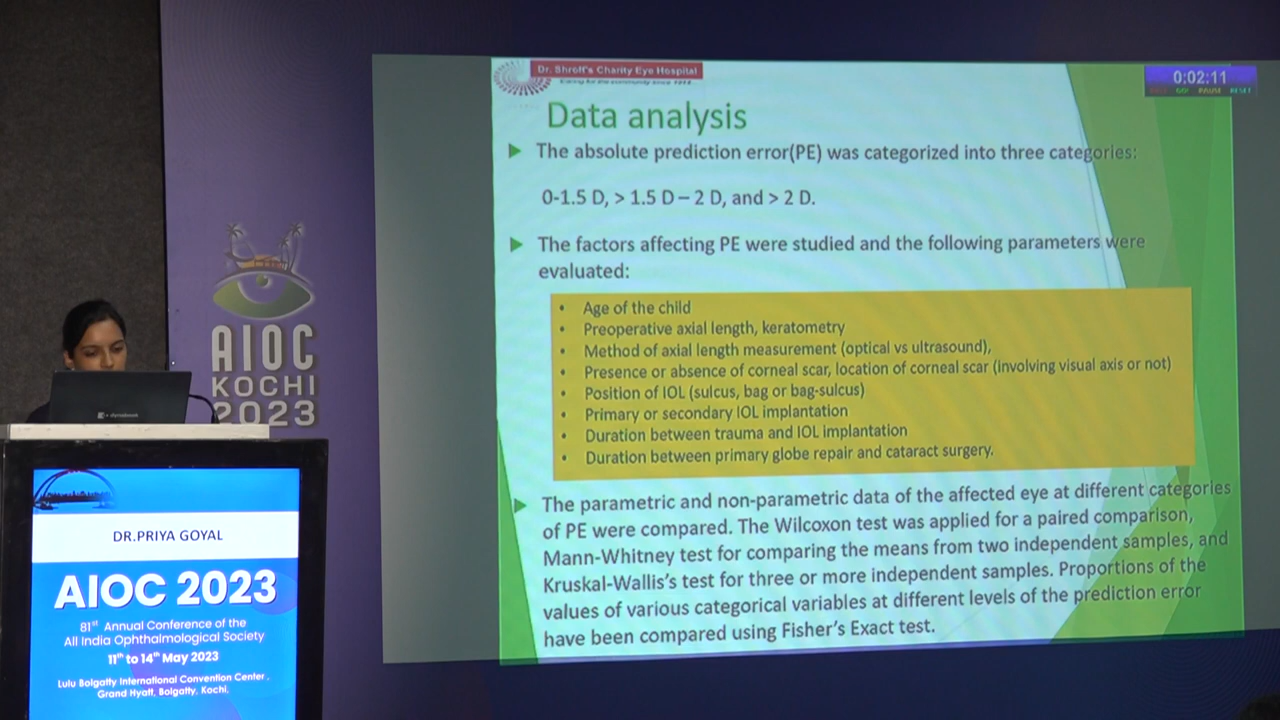 Dr. Shroff's Charity Eye Hospital
Caring for the community since
0:02:11
PAUSE RESET
Data analysis
The absolute prediction error(PE) was categorized into three categories:
0-1.5 D, > 1.5 D – 2 D, and > 2 D.
The factors affecting PE were studied and the following parameters were
evaluated:
• Age of the child
• Preoperative axial length, keratometry
• Method of axial length measurement (optical vs ultrasound),
• Presence or absence of corneal scar, location of corneal scar (involving visual axis or not)
• Position of IOL (sulcus, bag or bag-sulcus)
• Primary or secondary IOL implantation
• Duration between trauma and IOL implantation
• Duration between primary globe repair and cataract surgery.
The parametric and non-parametric data of the affected eye at different categories
of PE were compared. The Wilcoxon test was applied for a paired comparison,
Mann-Whitney test for comparing the means from two independent samples, and
Kruskal-Wallis's test for three or more independent samples. Proportions of the
values of various categorical variables at different levels of the prediction error
have been compared using Fisher's Exact test.
AIOC
KOCHI
2023
dynabook
DR.PRIYA GOYAL
AIOC 2023
81st Annual Conference of the
All India Ophthalmological Society
11th to 14th May 2023
Lulu Bolgatty International Convention Center .
Grand Hyatt, Bolgatty, Kochi.